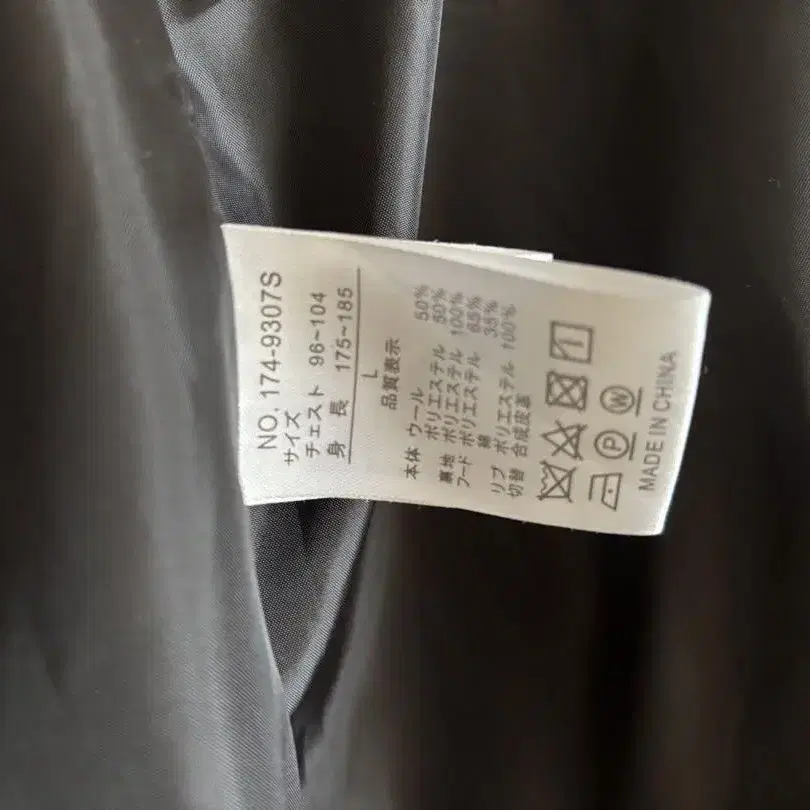 NO. 174-9307S
サイズ
チェスト 96~104
身 長 175~185
L
品質表示
本体 ウール 50%
ポリエステル 50%
裏地 ポリエステル 100%
フード ポリエステル 65%
綿 35%
リブ ポリエステル 100%
切替 合成皮革
P W
MADE IN CHINA